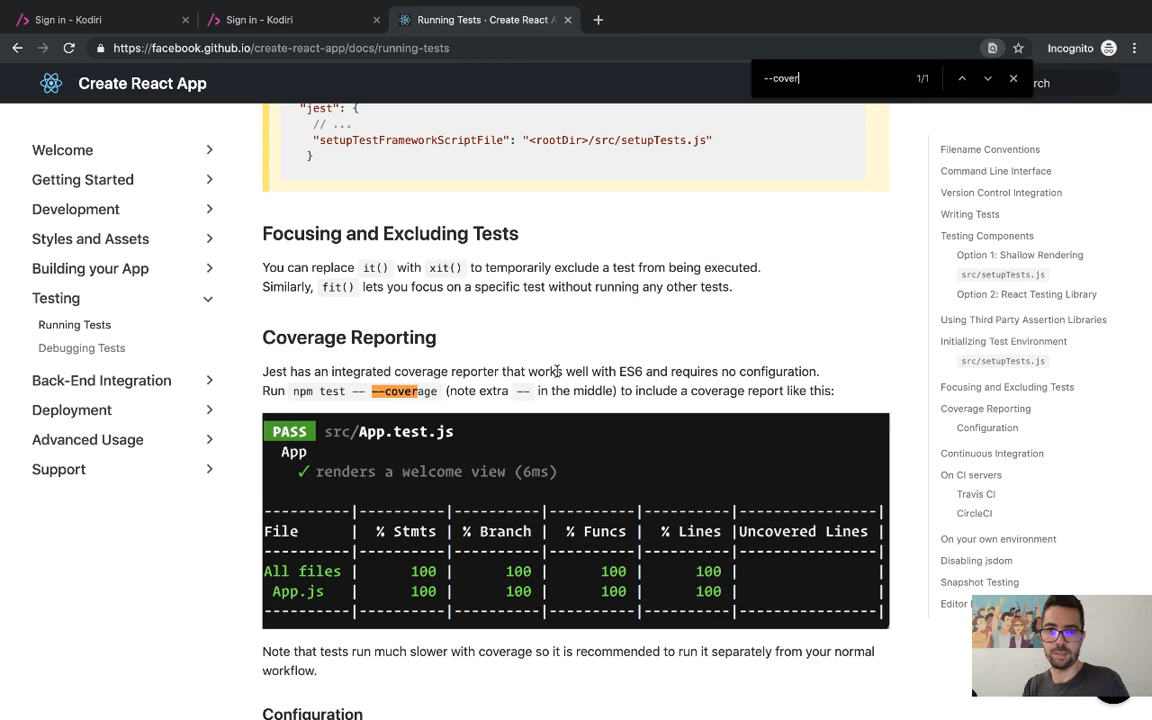 Sign in - Kodiri
Sign in - Kodiri
Running Tests · Create React A
https://facebook.github.io/create-react-app/docs/running-tests
Incognito
Create React App
--cover
1/1
rch
Welcome
Getting Started
Development
Styles and Assets
Building your App
Testing
Running Tests
Debugging Tests
Back-End Integration
Deployment
Advanced Usage
Support
"jest": {
// ...
"setupTestFrameworkScriptFile": "<rootDir>/src/setupTests.js"
}
Focusing and Excluding Tests
You can replace it() with xit() to temporarily exclude a test from being executed.
Similarly, fit() lets you focus on a specific test without running any other tests.
Coverage Reporting
Jest has an integrated coverage reporter that works well with ES6 and requires no configuration.
Run npm test -- --coverage (note extra -- in the middle) to include a coverage report like this:
PASS src/App.test.js
App
✓ renders a welcome view (6ms)
----------|----------|----------|----------|----------|----------------|
File | % Stmts | % Branch | % Funcs | % Lines |Uncovered Lines |
----------|----------|----------|----------|----------|----------------|
All files | 100 | 100 | 100 | 100 | |
App.js | 100 | 100 | 100 | 100 | |
----------|----------|----------|----------|----------|----------------|
Note that tests run much slower with coverage so it is recommended to run it separately from your normal
workflow.
Configuration
Filename Conventions
Command Line Interface
Version Control Integration
Writing Tests
Testing Components
Option 1: Shallow Rendering
src/setupTests.js
Option 2: React Testing Library
Using Third Party Assertion Libraries
Initializing Test Environment
src/setupTests.js
Focusing and Excluding Tests
Coverage Reporting
Configuration
Continuous Integration
On CI servers
Travis CI
CircleCI
On your own environment
Disabling jsdom
Snapshot Testing
Editor